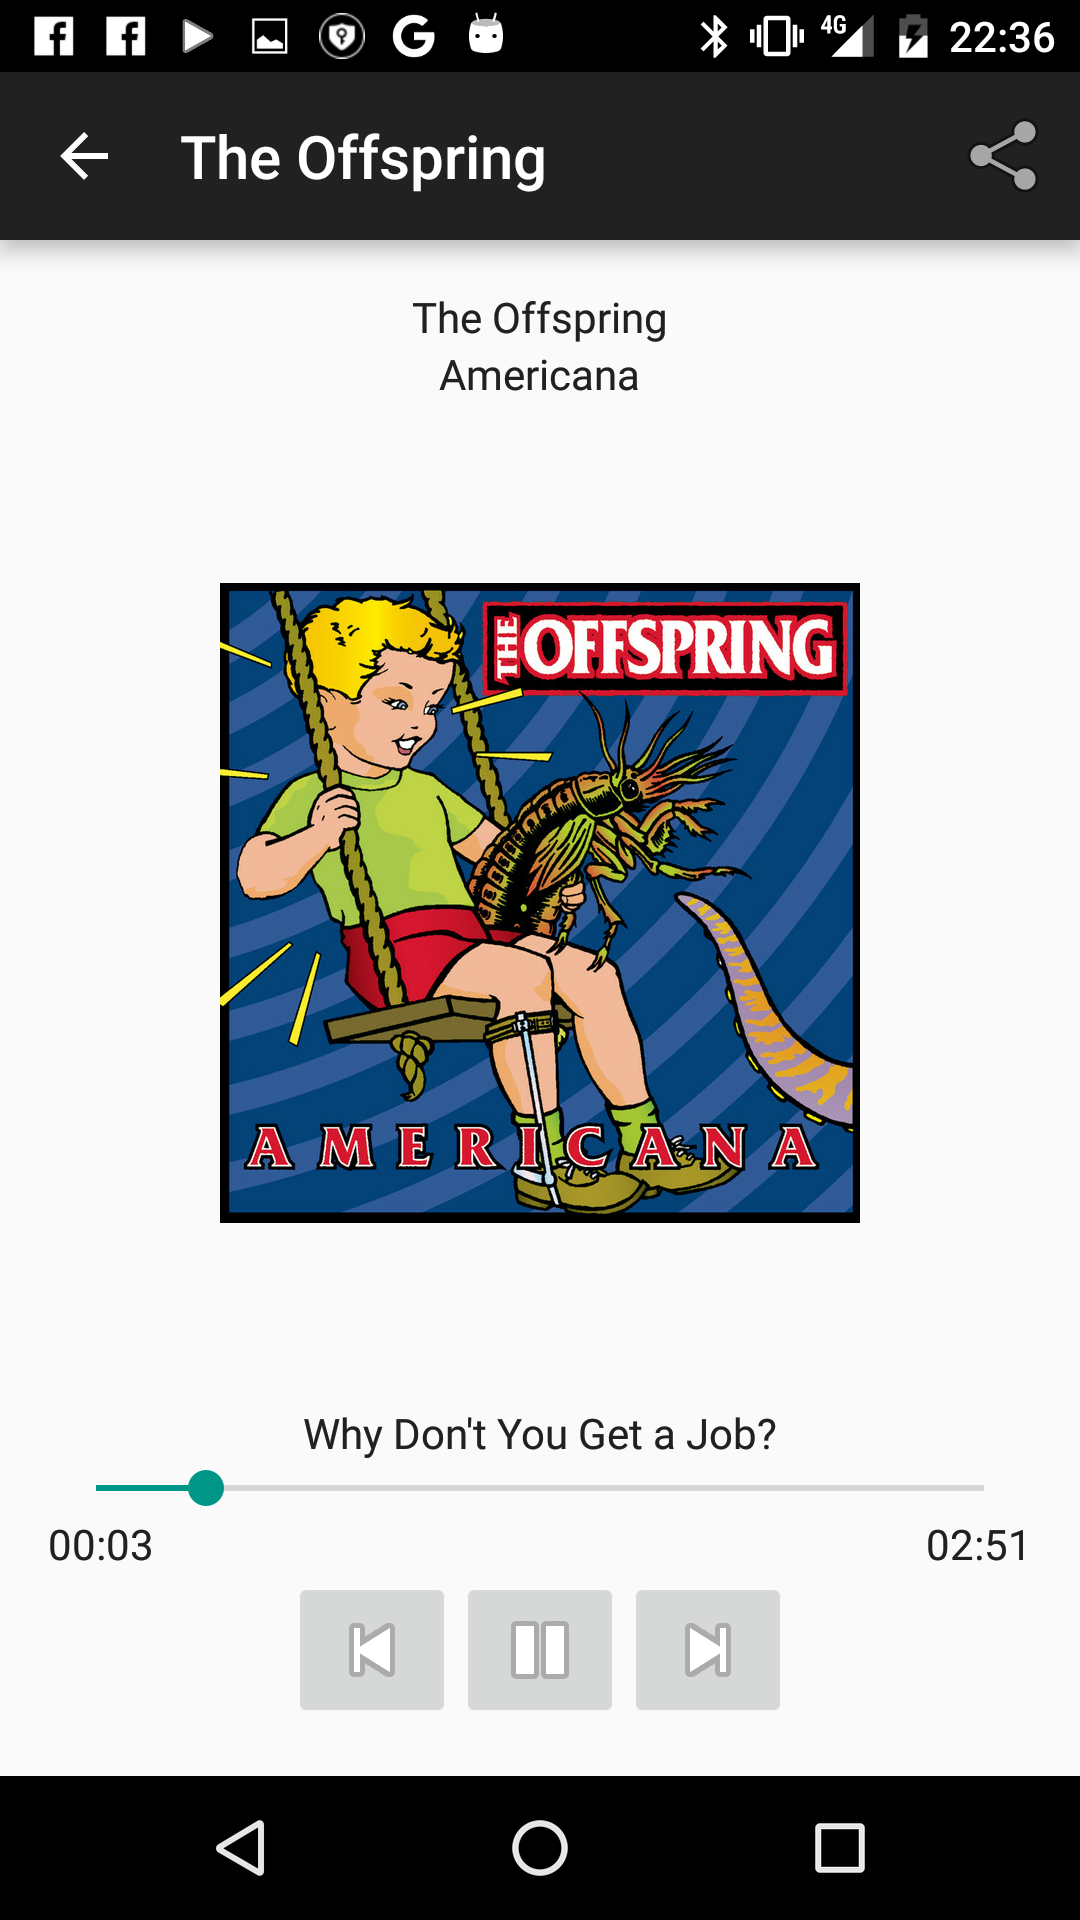 4G 22:36
The Offspring
The Offspring
Americana
THE OFFSPRING
AMERICANA
Why Don't You Get a Job?
00:03 02:51